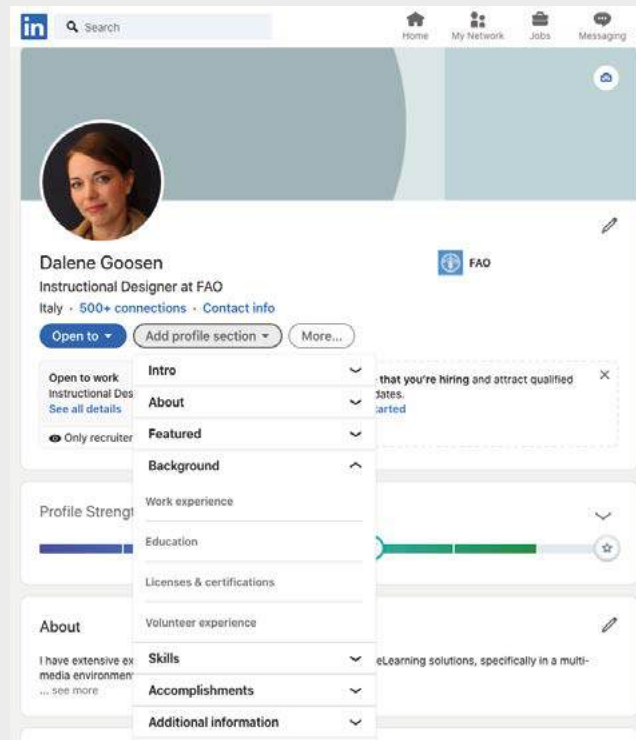 in Search
Home My Network Jobs Messaging
Dalene Goosen
FAO
Instructional Designer at FAO
Italy · 500+ connections · Contact info
Open to Add profile section More...
Open to work
Instructional Des
See all details
Only recruiter
that you're hiring and attract qualified
dates.
arted
Intro
About
Featured
Background
Work experience
Education
Licenses & certifications
Volunteer experience
Skills
Accomplishments
Additional information
Profile Strengt
About
I have extensive ex
eLearning solutions, specifically in a multi-
media environment
... see more